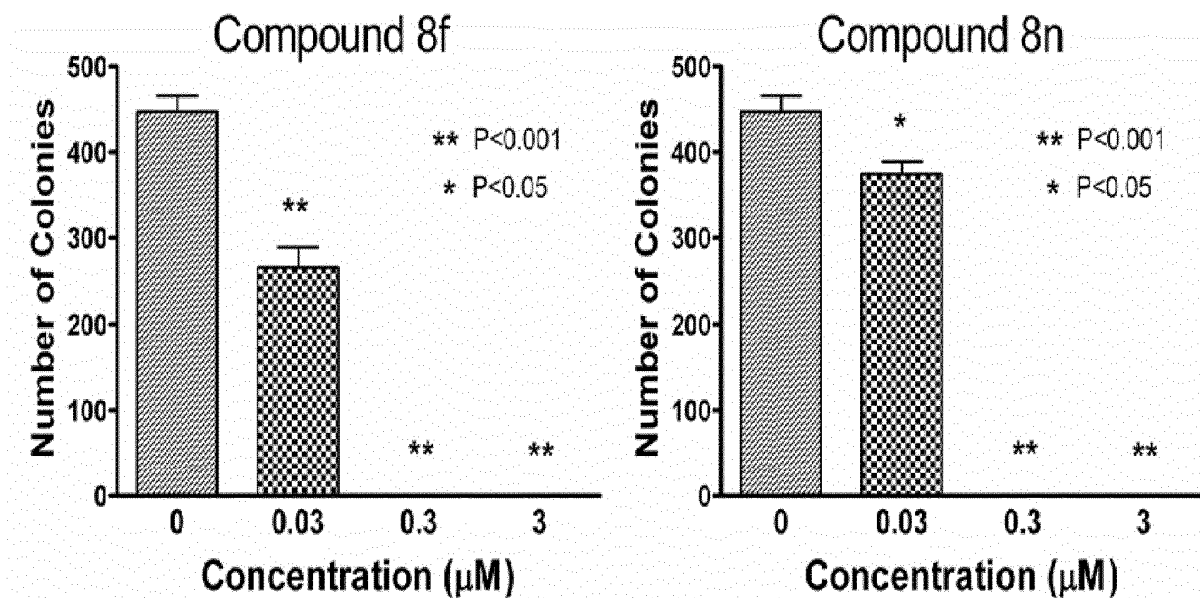 Compound 8f
Number of Colonies
500
400
300
200
100
0
** P<0.001
* P<0.05
**
**
**
0 0.03 0.3 3
Concentration (μM)
Compound 8n
Number of Colonies
500
400
300
200
100
0
** P<0.001
* P<0.05
*
**
**
0 0.03 0.3 3
Concentration (μM)